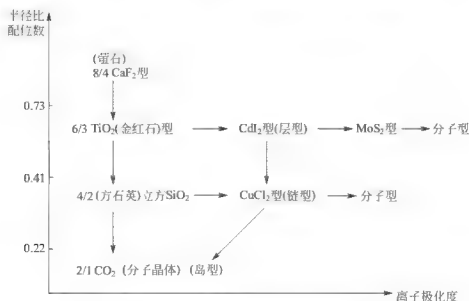 半径比
配位数
(萤石)
8/4 CaF₂型
0.73
6/3 TiO₂(金红石)型
CdI₂型(层型)
MoS₂型
分子型
0.41
4/2 (方石英)立方SiO₂
CuCl₂型(链型)
分子型
0.22
2/1 CO₂ (分子晶体) (岛型)
0
离子极化度